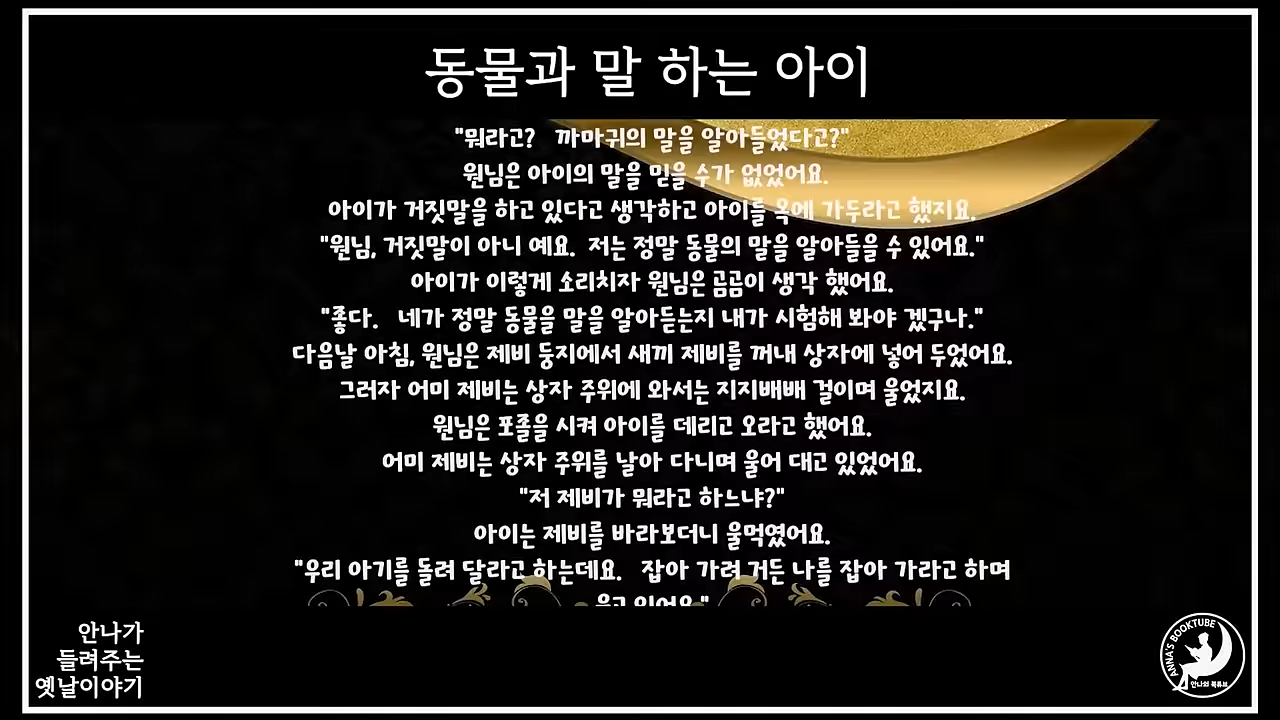 동물과 말 하는 아이
"뭐라고? 까마귀의 말을 알아들었다고?"
원님은 아이의 말을 믿을 수가 없었어요.
아이가 거짓말을 하고 있다고 생각하고 아이를 옥에 가두라고 했지요.
"원님, 거짓말이 아니 예요. 저는 정말 동물의 말을 알아들을 수 있어요."
아이가 이렇게 소리치자 원님은 곰곰이 생각 했어요.
"좋다. 네가 정말 동물을 말을 알아듣는지 내가 시험해 봐야 겠구나."
다음날 아침, 원님은 제비 둥지에서 새끼 제비를 꺼내 상자에 넣어 두었어요.
그러자 어미 제비는 상자 주위에 와서는 지지배배 걸이며 울었지요.
원님은 포졸을 시켜 아이를 데리고 오라고 했어요.
어미 제비는 상자 주위를 날아 다니며 울어 대고 있었어요.
"저 제비가 뭐라고 하느냐?"
아이는 제비를 바라보더니 울먹였어요.
"우리 아기를 돌려 달라고 하는데요. 잡아 가려 거든 나를 잡아 가라고 하며
울고 있어요."
안나가
들려주는
옛날이야기
ANNA'S BOOKTUBE
안나의 북튜브